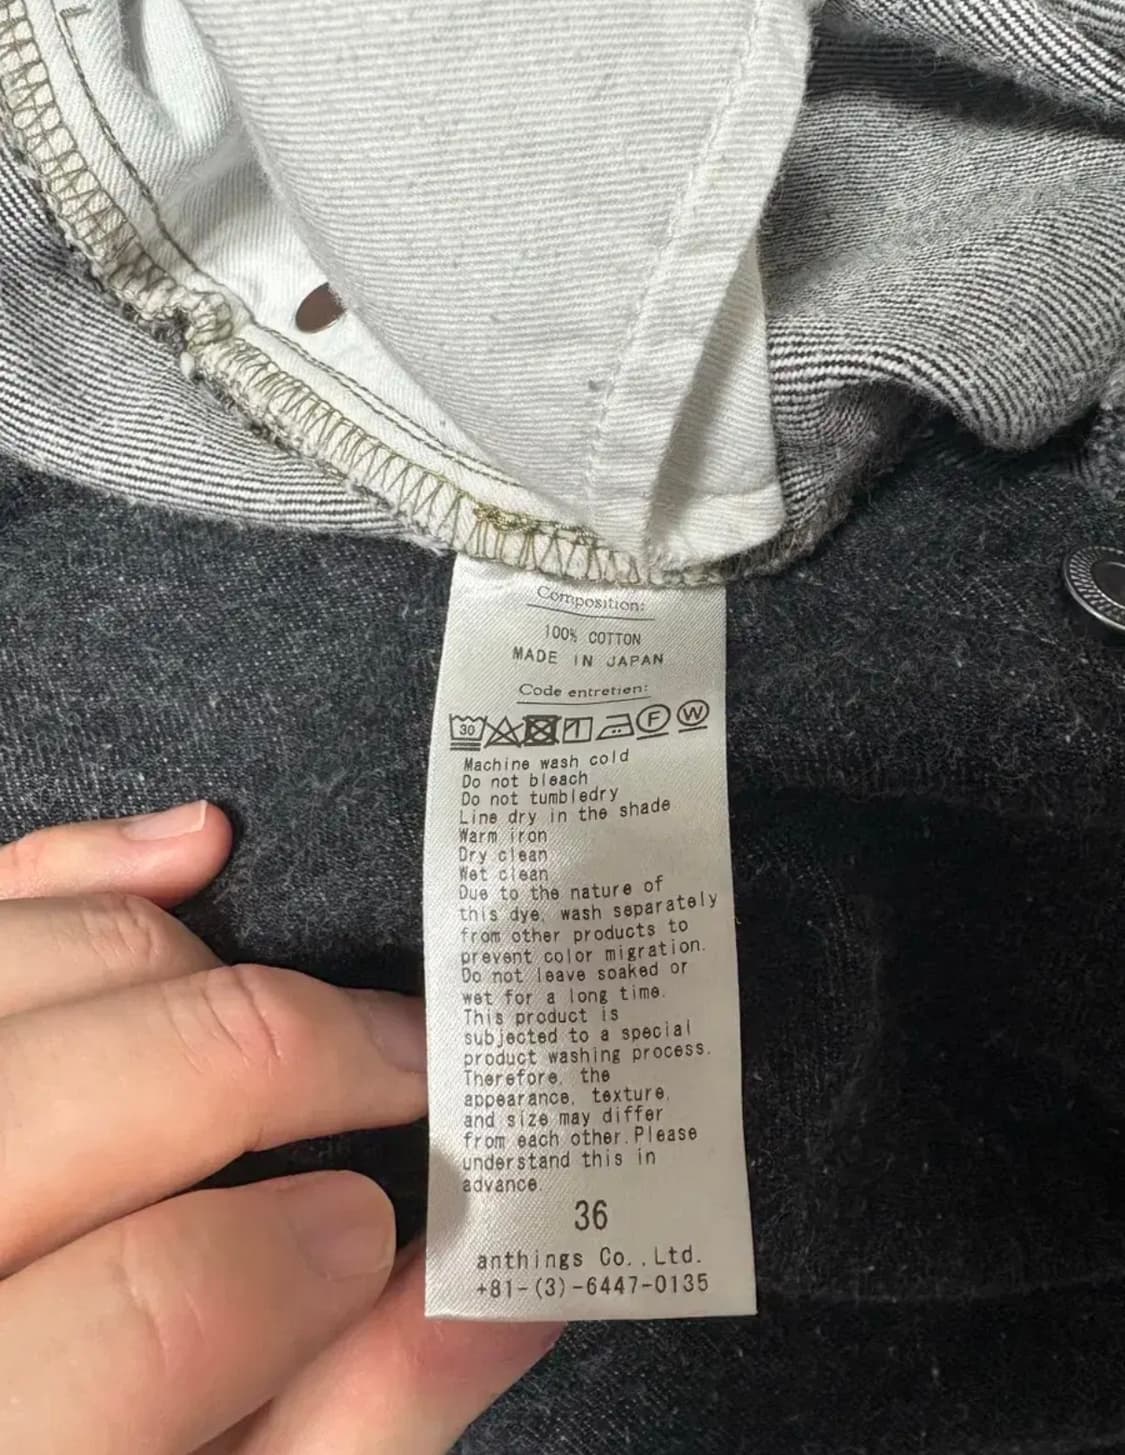 Composition:
100% COTTON
MADE IN JAPAN
Code entretien:
30 F W
Machine wash cold
Do not bleach
Do not tumbledry
Line dry in the shade
Warm iron
Dry clean
Wet clean
Due to the nature of
this dye, wash separately
from other products to
prevent color migration.
Do not leave soaked or
wet for a long time.
This product is
subjected to a special
product washing process.
Therefore, the
appearance, texture,
and size may differ
from each other.Please
understand this in
advance.
36
anthings Co.,Ltd.
+81-(3)-6447-0135